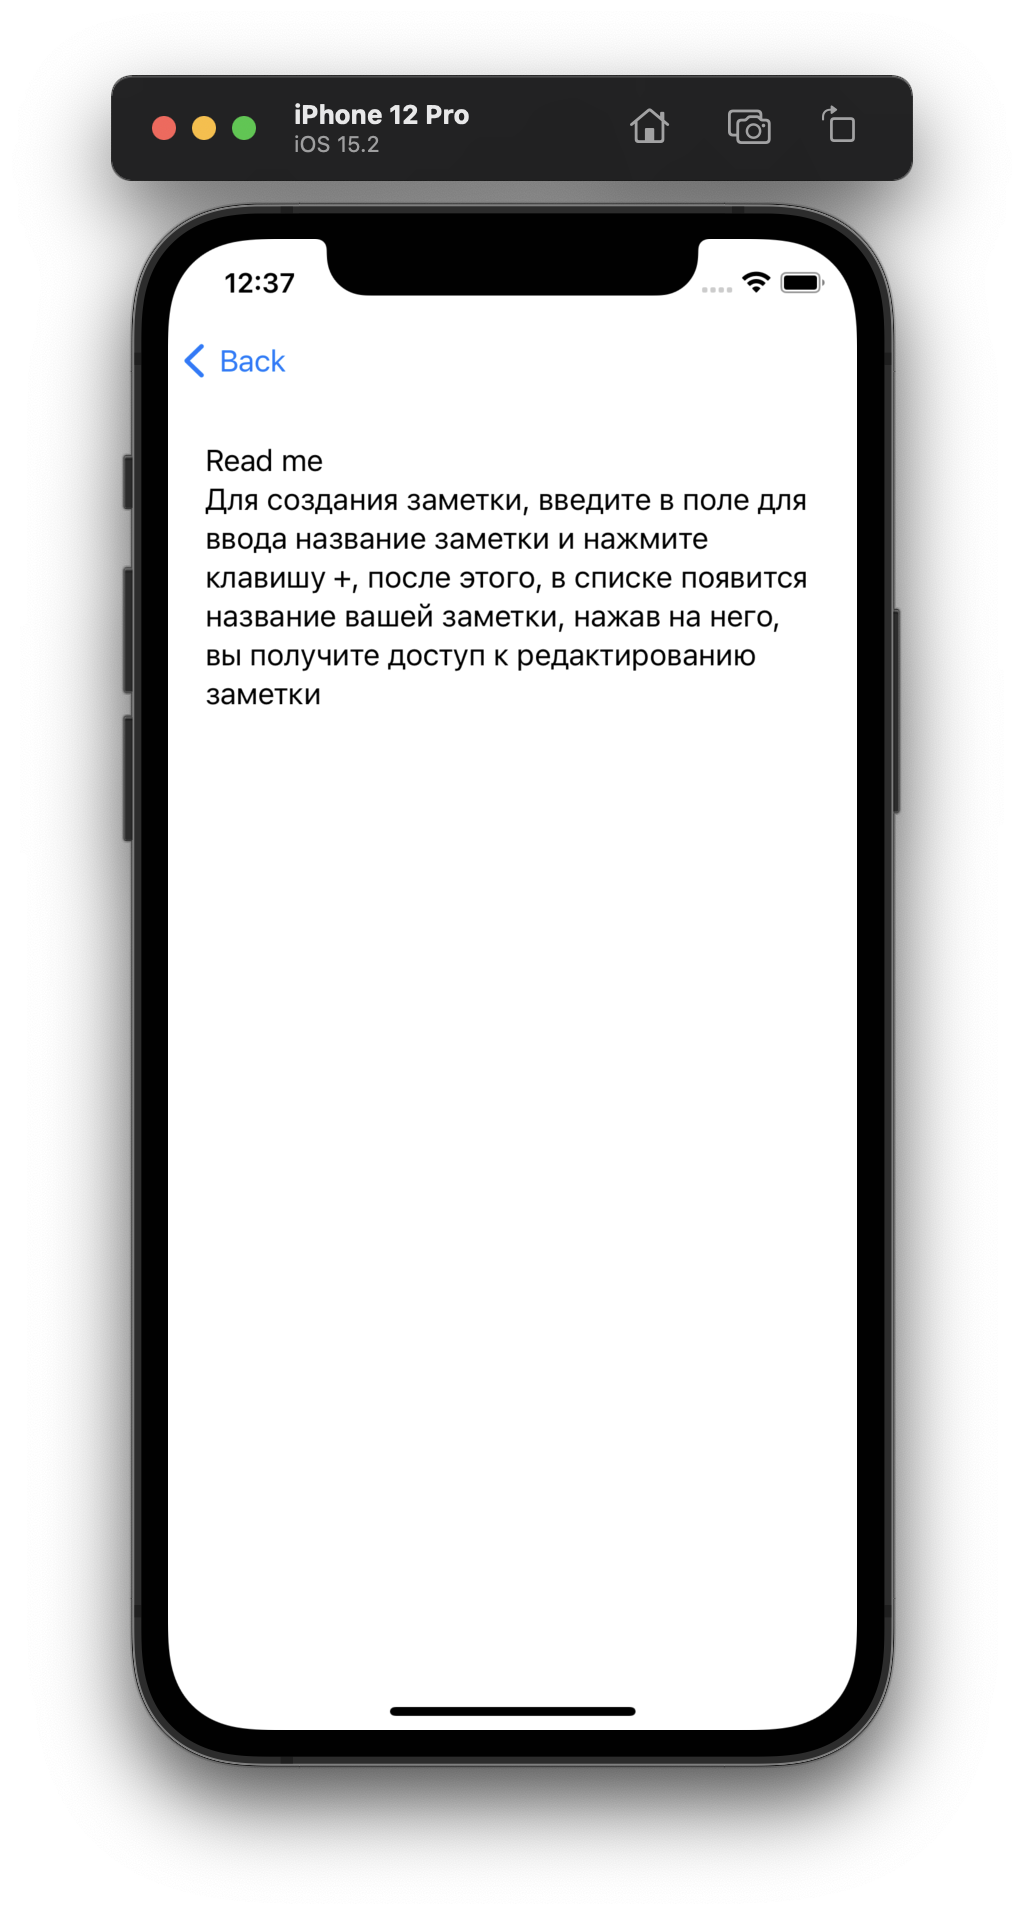 iPhone 12 Pro
iOS 15.2
12:37
Back
Read me
Для создания заметки, введите в поле для
ввода название заметки и нажмите
клавишу +, после этого, в списке появится
название вашей заметки, нажав на него,
вы получите доступ к редактированию
заметки